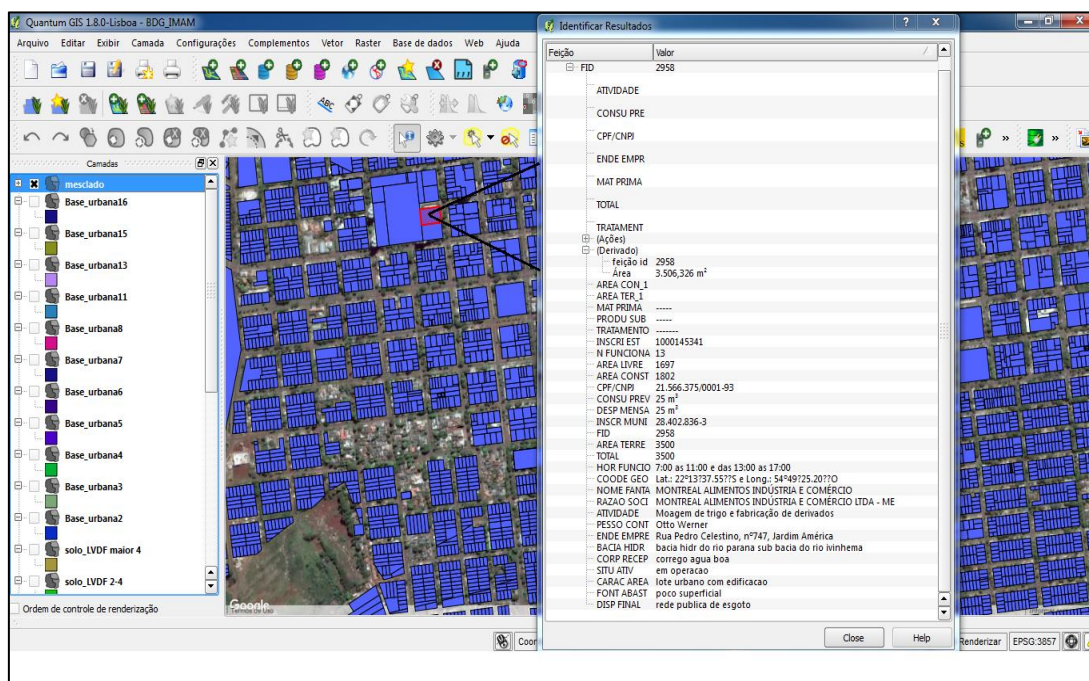 Quantum GIS 1.8.0-Lisboa - BDG_IMAM
Arquivo Editar Exibir Camada Configurações Complementos Vetor Raster Base de dados Web Ajuda
Camadas
mesclado
Base_urbana16
Base_urbana15
Base_urbana13
Base_urbana11
Base_urbana8
Base_urbana7
Base_urbana6
Base_urbana5
Base_urbana4
Base_urbana3
Base_urbana2
solo_LVDF maior 4
solo_LVDF 2-4
Ordem de controle de renderização
Google
Termos de Uso
Identificar Resultados
Feição Valor
FID 2958
ATIVIDADE
CONSU PRE
CPF/CNPJ
ENDE EMPR
MAT PRIMA
TOTAL
TRATAMENT
(Ações)
(Derivado)
feição id 2958
Área 3.506,326 m²
AREA CON_1
AREA TER_1
MAT PRIMA -----
PRODU SUB -----
TRATAMENTO -------
INSCRI EST 1000145341
N FUNCIONA 13
AREA LIVRE 1697
AREA CONST 1802
CPF/CNPJ 21.566.375/0001-93
CONSU PREV 25 m³
DESP MENSA 25 m³
INSCR MUNI 28.402.836-3
FID 2958
AREA TERRE 3500
TOTAL 3500
HOR FUNCIO 7:00 as 11:00 e das 13:00 as 17:00
COODE GEO Lat.: 22º13?37.55??S e Long.: 54º49?25.20??O
NOME FANTA MONTREAL ALIMENTOS INDÚSTRIA E COMÉRCIO
RAZAO SOCI MONTREAL ALIMENTOS INDÚSTRIA E COMÉRCIO LTDA - ME
ATIVIDADE Moagem de trigo e fabricação de derivados
PESSO CONT Otto Werner
ENDE EMPRE Rua Pedro Celestino, nº747, Jardim América
BACIA HIDR bacia hidr do rio parana sub bacia do rio ivinhema
CORP RECEP corrego agua boa
SITU ATIV em operacao
CARAC AREA lote urbano com edificacao
FONT ABAST poco superficial
DISP FINAL rede publica de esgoto
Close Help
Coor
Renderizar EPSG:3857